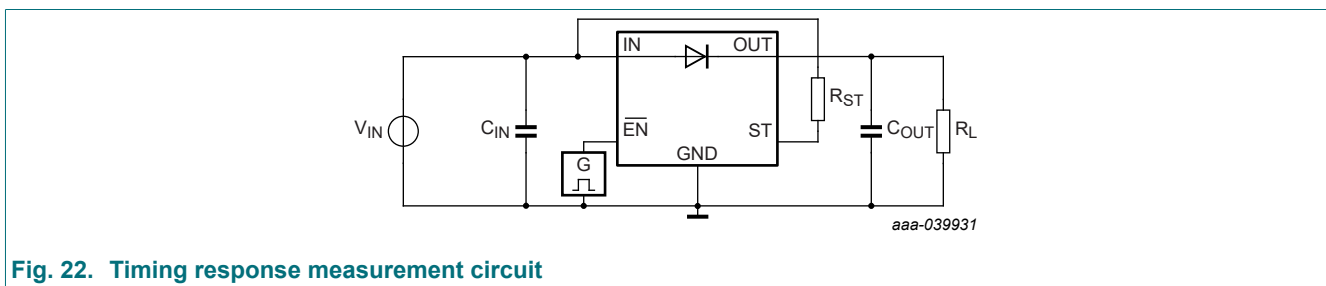 IN OUT
V_IN C_IN EN ST R_ST C_OUT R_L
G GND
aaa-039931
Fig. 22. Timing response measurement circuit